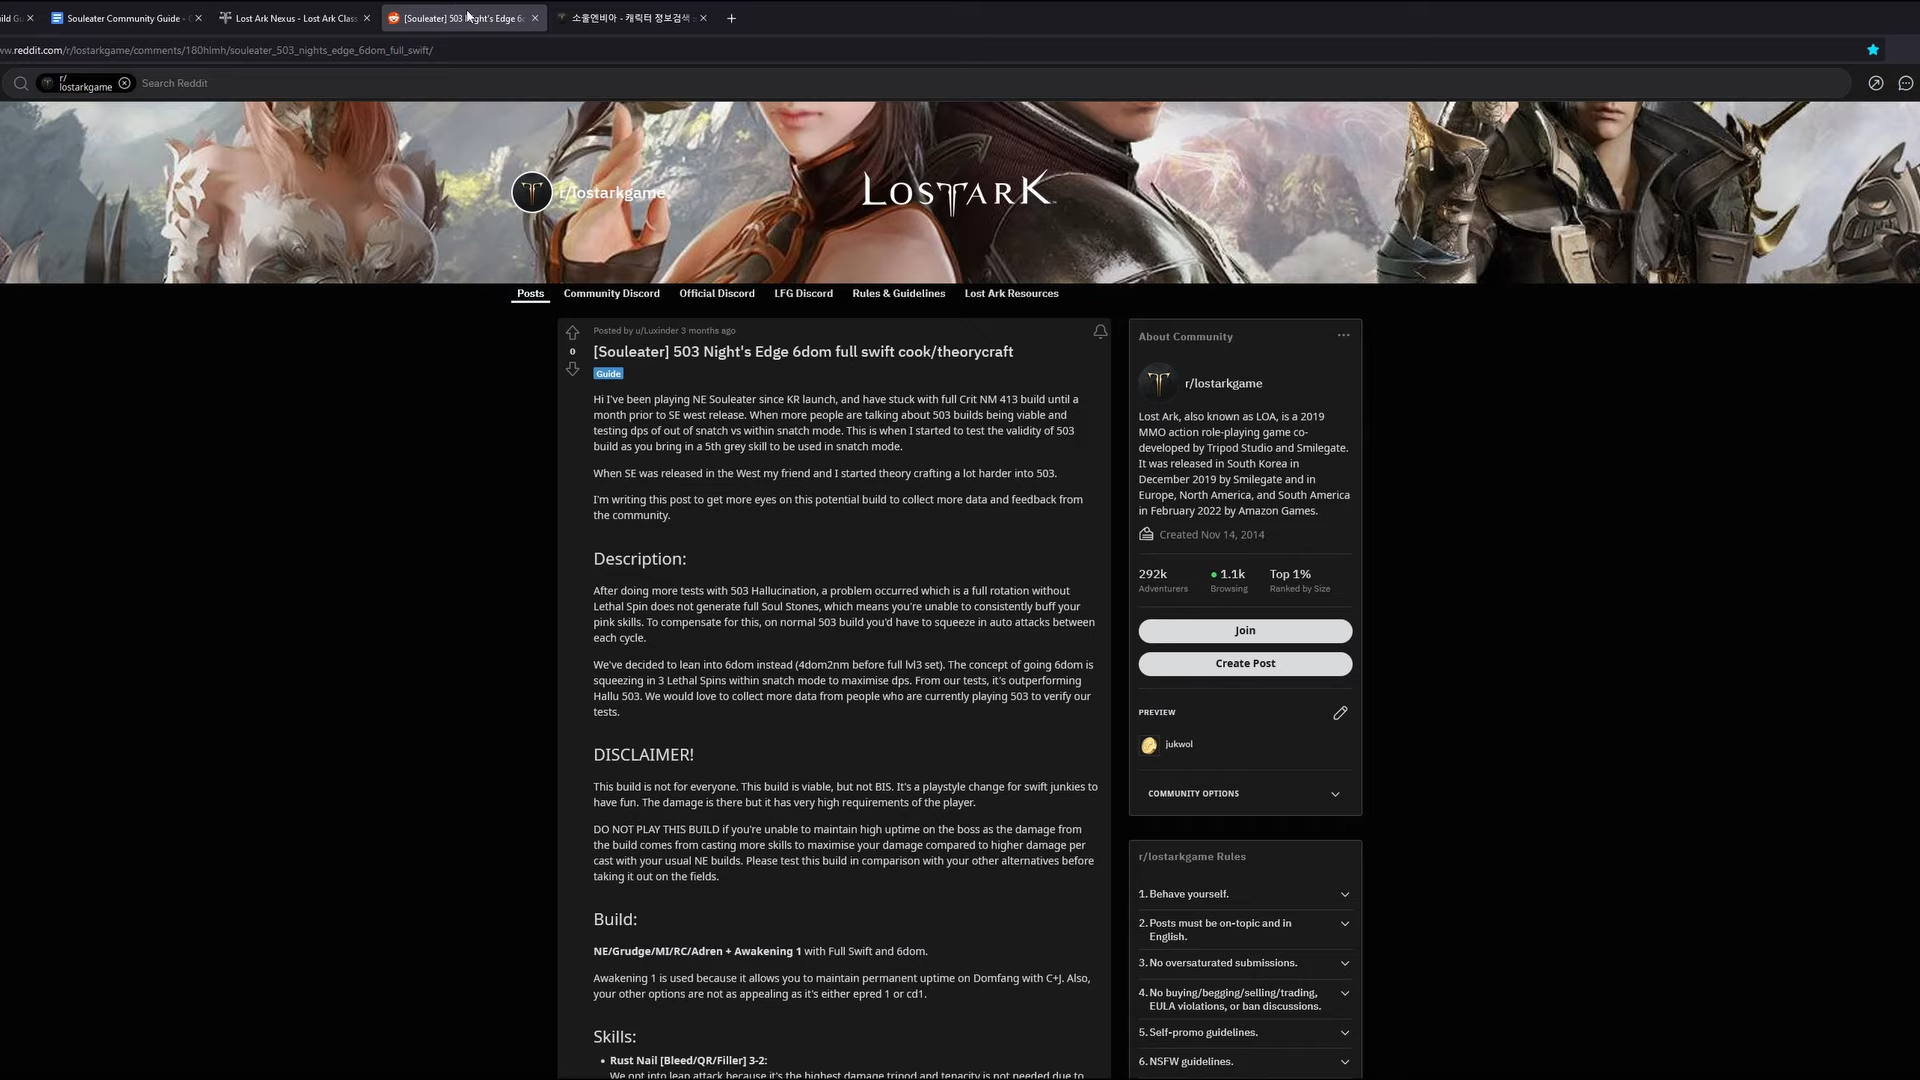 ild Gu
Souleater Community Guide - G
Lost Ark Nexus - Lost Ark Class
[Souleater] 503 Night's Edge 6d
소울엔비아 - 캐릭터 정보검색
ww.reddit.com/r/lostarkgame/comments/180hlmh/souleater_503_nights_edge_6dom_full_swift/
r/
lostarkgame
Search Reddit
r/lostarkgame
LOST ARK
Posts
Community Discord
Official Discord
LFG Discord
Rules & Guidelines
Lost Ark Resources
Posted by u/Luxinder 3 months ago
0
[Souleater] 503 Night's Edge 6dom full swift cook/theorycraft
Guide
Hi I've been playing NE Souleater since KR launch, and have stuck with full Crit NM 413 build until a
month prior to SE west release. When more people are talking about 503 builds being viable and
testing dps of out of snatch vs within snatch mode. This is when I started to test the validity of 503
build as you bring in a 5th grey skill to be used in snatch mode.
When SE was released in the West my friend and I started theory crafting a lot harder into 503.
I'm writing this post to get more eyes on this potential build to collect more data and feedback from
the community.
Description:
After doing more tests with 503 Hallucination, a problem occurred which is a full rotation without
Lethal Spin does not generate full Soul Stones, which means you're unable to consistently buff your
pink skills. To compensate for this, on normal 503 build you'd have to squeeze in auto attacks between
each cycle.
We've decided to lean into 6dom instead (4dom2nm before full lvl3 set). The concept of going 6dom is
squeezing in 3 Lethal Spins within snatch mode to maximise dps. From our tests, it's outperforming
Hallu 503. We would love to collect more data from people who are currently playing 503 to verify our
tests.
DISCLAIMER!
This build is not for everyone. This build is viable, but not BIS. It's a playstyle change for swift junkies to
have fun. The damage is there but it has very high requirements of the player.
DO NOT PLAY THIS BUILD if you're unable to maintain high uptime on the boss as the damage from
the build comes from casting more skills to maximise your damage compared to higher damage per
cast with your usual NE builds. Please test this build in comparison with your other alternatives before
taking it out on the fields.
Build:
NE/Grudge/MI/RC/Adren + Awakening 1 with Full Swift and 6dom.
Awakening 1 is used because it allows you to maintain permanent uptime on Domfang with C+J. Also,
your other options are not as appealing as it's either epred 1 or cd1.
Skills:
• Rust Nail [Bleed/QR/Filler] 3-2:
We opt into leap attack because it's the highest damage tripod and tenacity is not needed due to
About Community
r/lostarkgame
Lost Ark, also known as LOA, is a 2019
MMO action role-playing game co-
developed by Tripod Studio and Smilegate.
It was released in South Korea in
December 2019 by Smilegate and in
Europe, North America, and South America
in February 2022 by Amazon Games.
Created Nov 14, 2014
292k
Adventurers
1.1k
Browsing
Top 1%
Ranked by Size
Join
Create Post
PREVIEW
jukwol
COMMUNITY OPTIONS
r/lostarkgame Rules
1. Behave yourself.
2. Posts must be on-topic and in
English.
3. No oversaturated submissions.
4. No buying/begging/selling/trading,
EULA violations, or ban discussions.
5. Self-promo guidelines.
6. NSFW guidelines.